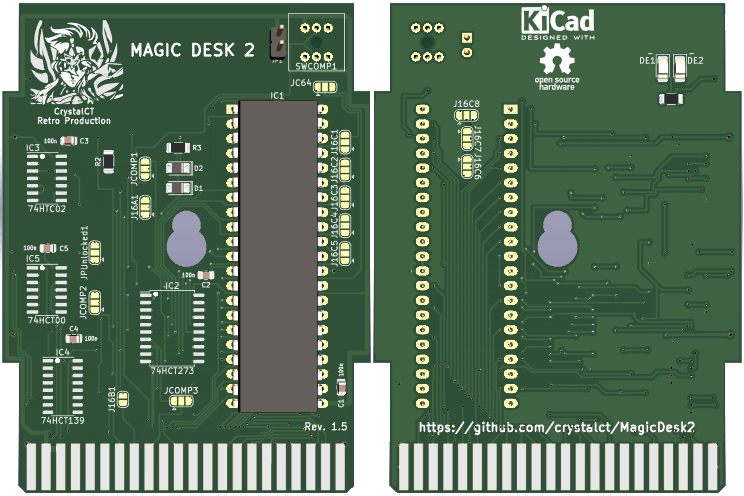 MAGIC DESK 2
CrystalCT
Retro Production
JP1
SWCOMP1
JC64
IC1
100n
C3
IC3
R2
R3
JCOMP1
D2
D1
J16A1
J16C1
J16C2
J16C3
J16C4
J16C5
74HTC02
100n
C5
IC5
JPUnlocked1
100n
C2
IC2
JCOMP2
74HCT00
C4
100n
IC4
74HCT273
J16B1
JCOMP3
74HCT139
100n
C1
Rev. 1.5
KiCad
DESIGNED WITH
open source
hardware
DE1
DE2
J16C8
J16C7
J16C6
https://github.com/crystalct/MagicDesk2